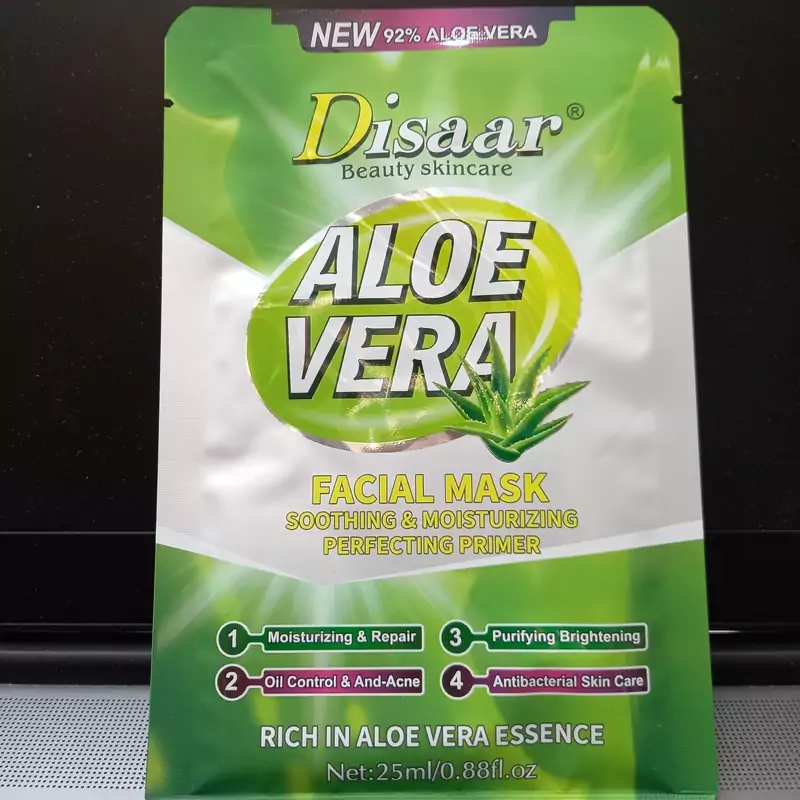 NEW 92% ALOE VERA
Disaar®
Beauty skincare
ALOE
VERA
FACIAL MASK
SOOTHING & MOISTURIZING
PERFECTING PRIMER
1 Moisturizing & Repair
2 Oil Control & And-Acne
3 Purifying Brightening
4 Antibacterial Skin Care
RICH IN ALOE VERA ESSENCE
Net:25ml/0.88fl.oz